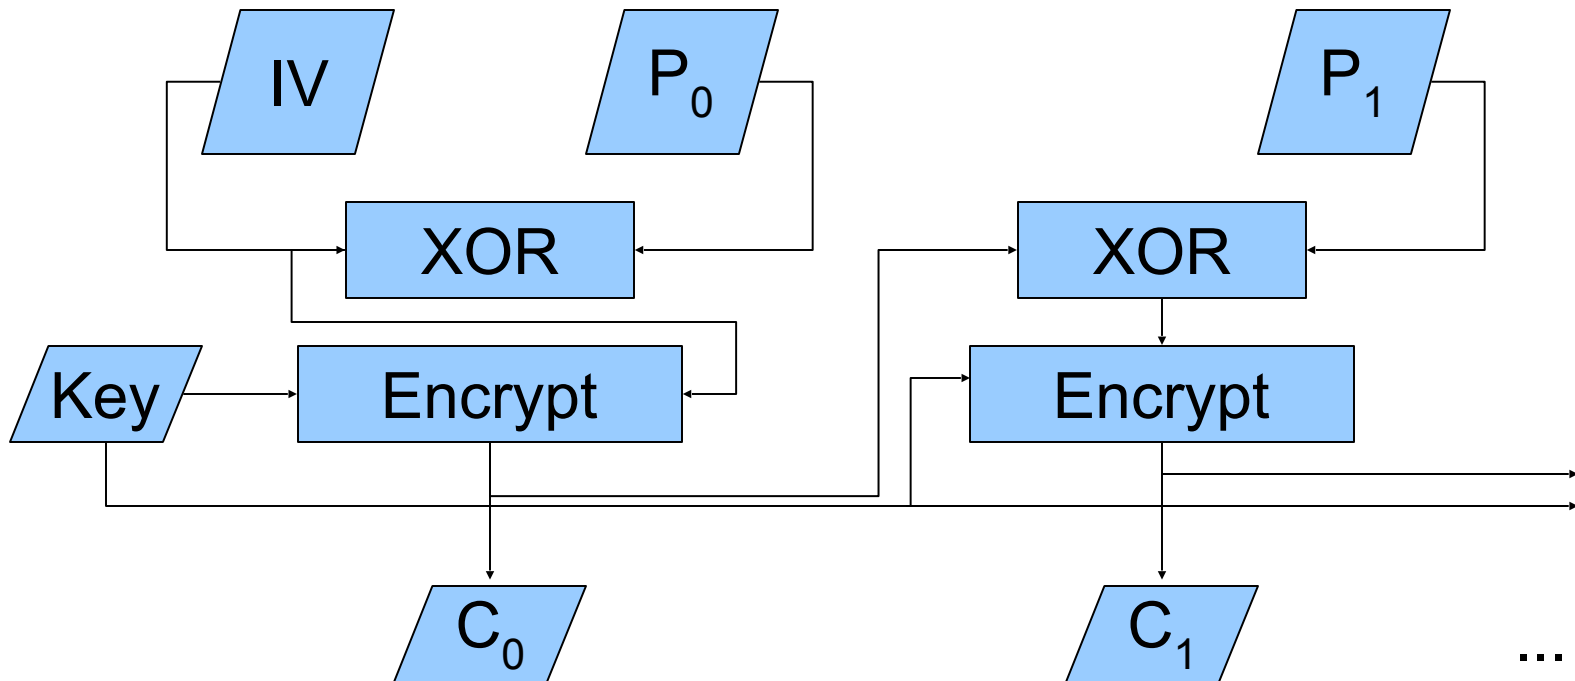 IV
P0
P1
XOR
XOR
Key
Encrypt
Encrypt
C0
C1
...